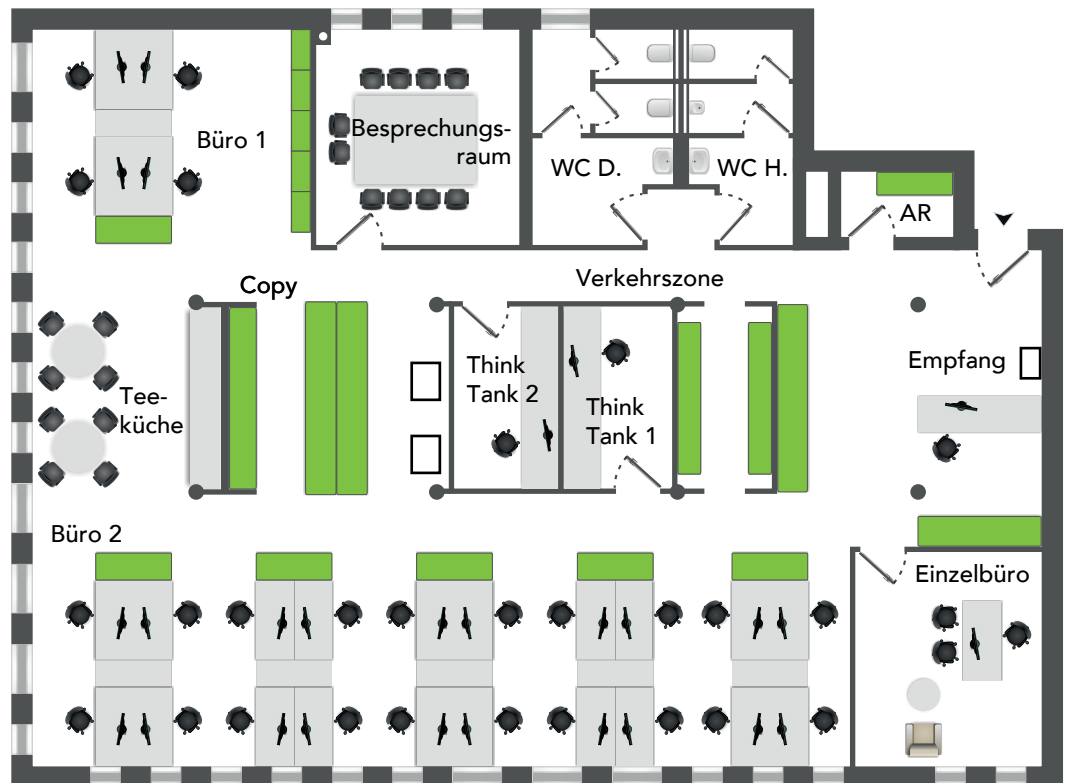 Büro 1
Besprechungs-
raum
WC D.
WC H.
AR
Copy
Verkehrszone
Tee-
küche
Think
Tank 2
Think
Tank 1
Empfang
Büro 2
Einzelbüro